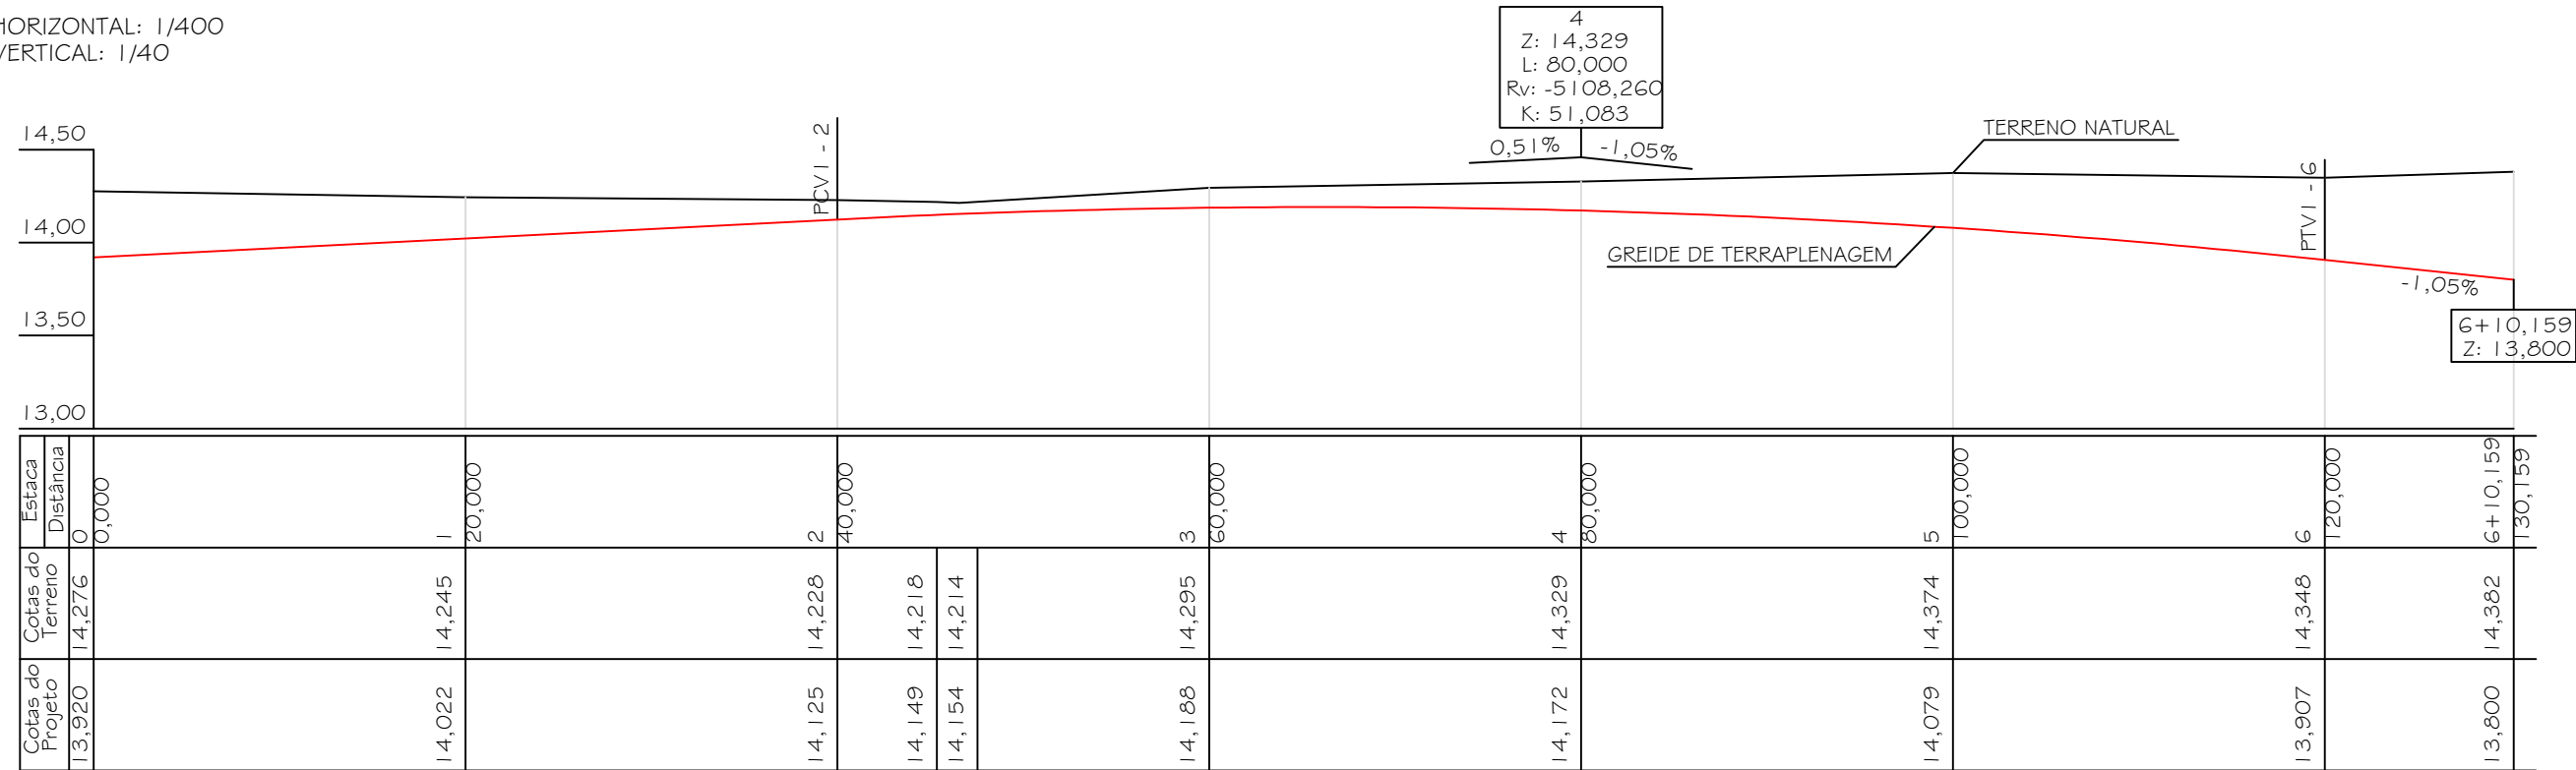 HORIZONTAL: 1/400
VERTICAL: 1/40
4
Z: 14,329
L: 80,000
Rv: -5108,260
K: 51,083
0,51%
-1,05%
TERRENO NATURAL
14,50
14,00
13,50
13,00
PCV1 - 2
PTV1 - 6
GREIDE DE TERRAPLENAGEM
-1,05%
6+10,159
Z: 13,800
Estaca
Distância
0
0,000
1
20,000
2
40,000
3
60,000
4
80,000
5
100,000
6
120,000
6+10,159
130,159
Cotas do
Terreno
14,276
14,245
14,228
14,218
14,214
14,295
14,329
14,374
14,348
14,382
Cotas do
Projeto
13,920
14,022
14,125
14,149
14,154
14,188
14,172
14,079
13,907
13,800